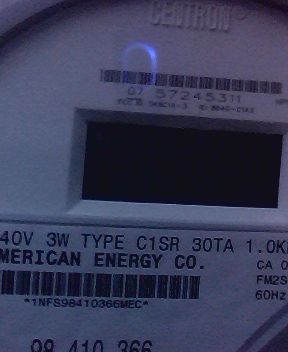 CENTRON
07 57245311
40V 3W TYPE C1SR 30TA 1.0K
MERICAN ENERGY CO.
CA 0
FM2S
60Hz
*1NFS98410366MEC*
98 410 366